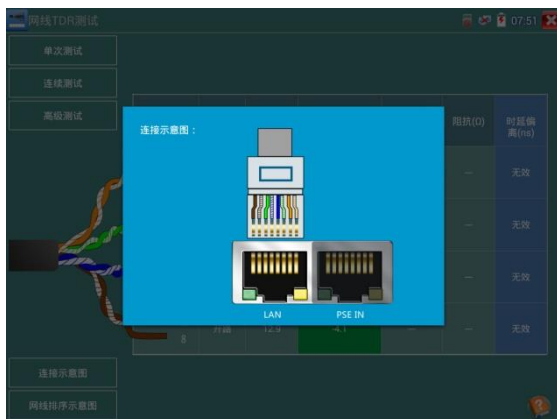 网线TDR测试
07:51
单次测试
连续测试
高级测试
连接示意图：
阻抗(Ω)
时延偏
离(ns)
— 无效
— 无效
— 无效
LAN
PSE IN
8 开路 12.9 -4.1 — — 无效
连接示意图
网线排序示意图